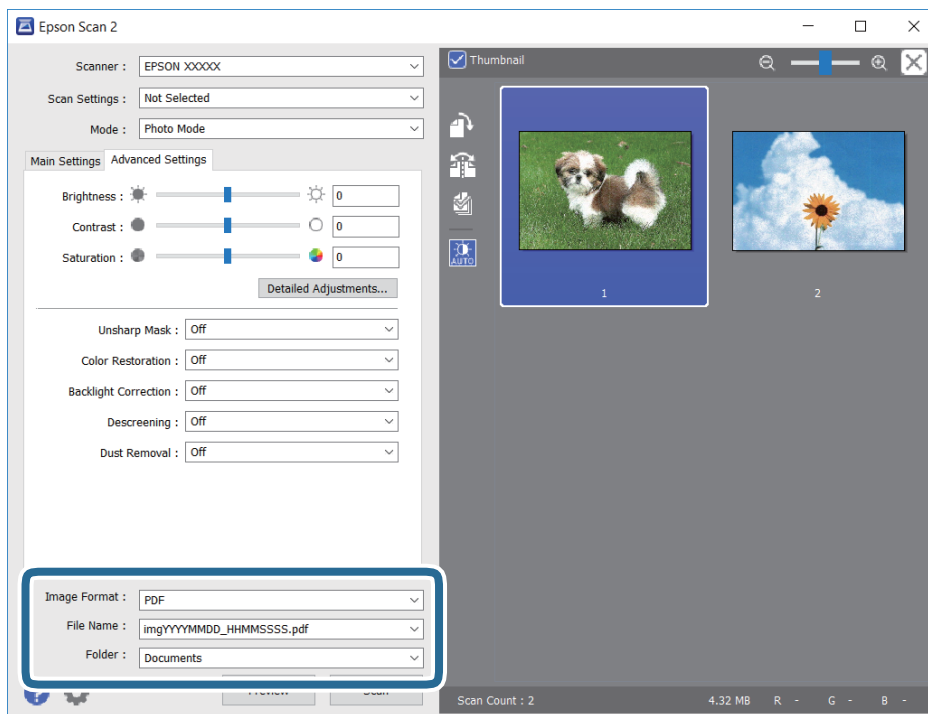 Epson Scan 2
Scanner : EPSON XXXXX
Scan Settings : Not Selected
Mode : Photo Mode
Main Settings Advanced Settings
Brightness : 0
Contrast : 0
Saturation : 0
Detailed Adjustments...
Unsharp Mask : Off
Color Restoration : Off
Backlight Correction : Off
Descreening : Off
Dust Removal : Off
Image Format : PDF
File Name : imgYYYYMMDD_HHMMSSSS.pdf
Folder : Documents
Preview Scan
Thumbnail
AUTO
1 2
Scan Count : 2 4.32 MB R - G - B -